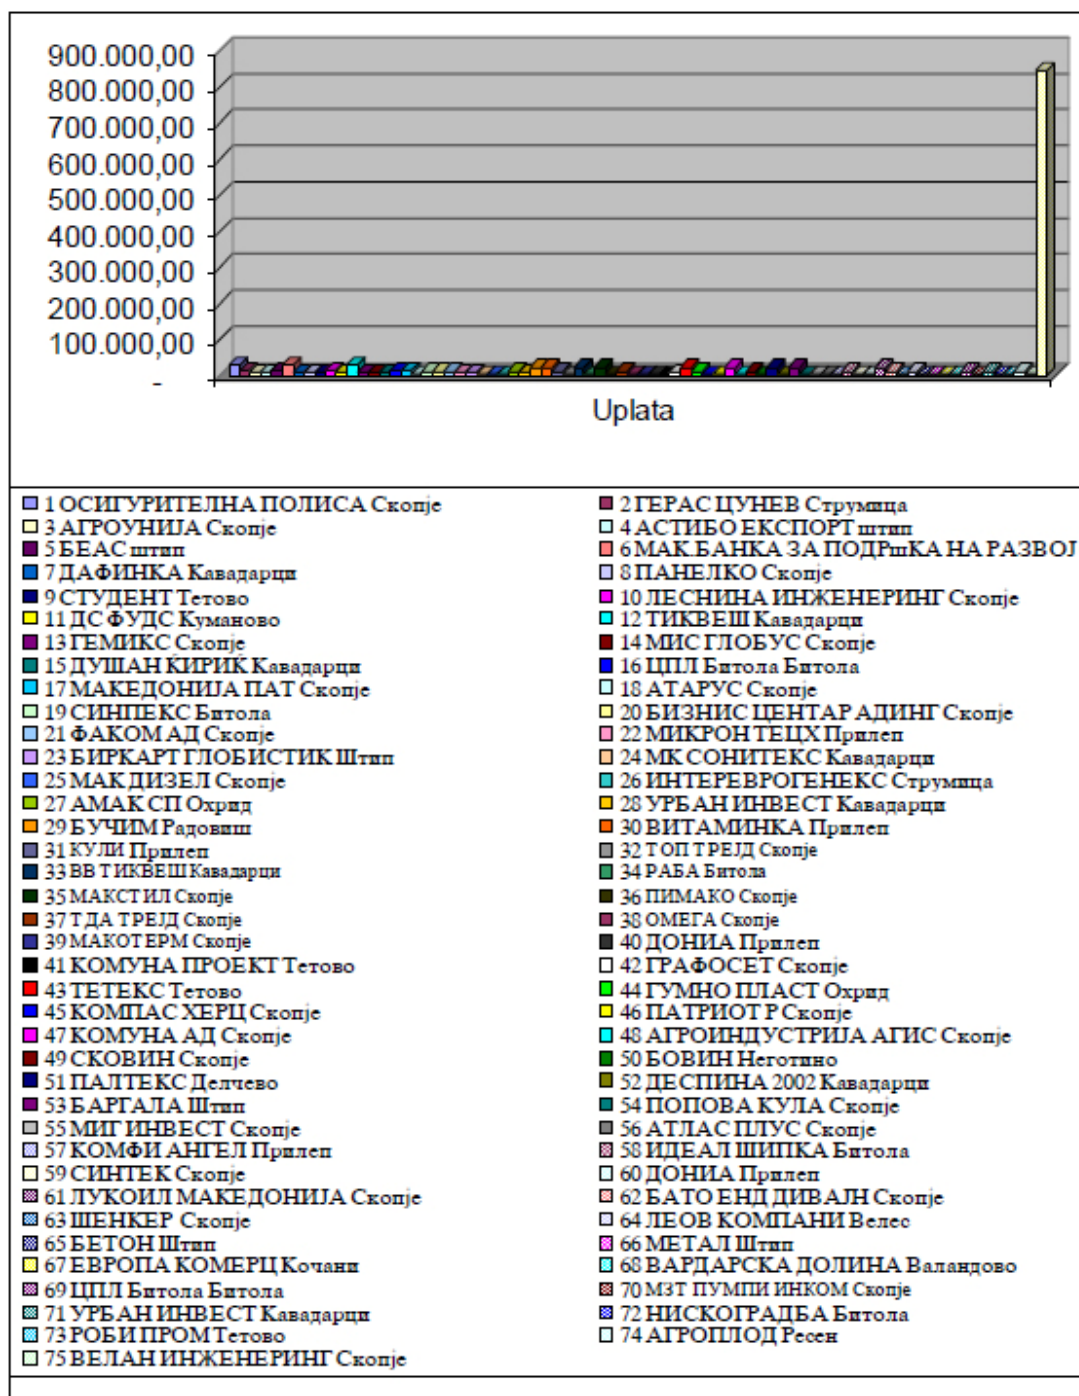 900.000,00
800.000,00
700.000,00
600.000,00
500.000,00
400.000,00
300.000,00
200.000,00
100.000,00
-
Uplata
1 ОСИГУРИТЕЛНА ПОЛИСА Скопје
2 ГЕРАС ЦУНЕВ Струмица
3 АГРОУНИЈА Скопје
4 АСТИБО ЕКСПОРТ штип
5 БЕАС штип
6 МАК.БАНКА ЗА ПОДРшКА НА РАЗВОЈ
7 ДАФИНКА Кавадарци
8 ПАНЕЛКО Скопје
9 СТУДЕНТ Тетово
10 ЛЕСНИНА ИНЖЕНЕРИНГ Скопје
11 ДС ФУДС Куманово
12 ТИКВЕШ Кавадарци
13 ГЕМИКС Скопје
14 МИС ГЛОБУС Скопје
15 ДУШАН ЌИРИЌ Кавадарци
16 ЦПЛ Битола Битола
17 МАКЕДОНИЈА ПАТ Скопје
18 АТАРУС Скопје
19 СИНПЕКС Битола
20 БИЗНИС ЦЕНТАР АДИНГ Скопје
21 ФАКОМ АД Скопје
22 МИКРОН ТЕЦХ Прилеп
23 БИРКАРТ ГЛОБИСТИК Штип
24 МК СОНИТЕКС Кавадарци
25 МАК ДИЗЕЛ Скопје
26 ИНТЕРЕВРОГЕНЕКС Струмица
27 АМАК СП Охрид
28 УРБАН ИНВЕСТ Кавадарци
29 БУЧИМ Радовиш
30 ВИТАМИНКА Прилеп
31 КУЛИ Прилеп
32 ТОП ТРЕЈД Скопје
33 ВВ ТИКВЕШ Кавадарци
34 РАБА Битола
35 МАКСТИЛ Скопје
36 ПИМАКО Скопје
37 ТДА ТРЕЈД Скопје
38 ОМЕГА Скопје
39 МАКОТЕРМ Скопје
40 ДОНИА Прилеп
41 КОМУНА ПРОЕКТ Тетово
42 ГРАФОСЕТ Скопје
43 ТЕТЕКС Тетово
44 ГУМНО ПЛАСТ Охрид
45 КОМПАС ХЕРЦ Скопје
46 ПАТРИОТ Р Скопје
47 КОМУНА АД Скопје
48 АГРОИНДУСТРИЈА АГИС Скопје
49 СКОВИН Скопје
50 БОВИН Неготино
51 ПАЛТЕКС Делчево
52 ДЕСПИНА 2002 Кавадарци
53 БАРГАЛА Штип
54 ПОПОВА КУЛА Скопје
55 МИГ ИНВЕСТ Скопје
56 АТЛАС ПЛУС Скопје
57 КОМФИ АНГЕЛ Прилеп
58 ИДЕАЛ ШИПКА Битола
59 СИНТЕК Скопје
60 ДОНИА Прилеп
61 ЛУКОИЛ МАКЕДОНИЈА Скопје
62 БАТО ЕНД ДИВАЈН Скопје
63 ШЕНКЕР Скопје
64 ЛЕОВ КОМПАНИ Велес
65 БЕТОН Штип
66 МЕТАЛ Штип
67 ЕВРОПА КОМЕРЦ Кочани
68 ВАРДАРСКА ДОЛИНА Валандово
69 ЦПЛ Битола Битола
70 МЗТ ПУМПИ ИНКОМ Скопје
71 УРБАН ИНВЕСТ Кавадарци
72 НИСКОГРАДБА Битола
73 РОБИ ПРОМ Тетово
74 АГРОПЛОД Ресен
75 ВЕЛАН ИНЖЕНЕРИНГ Скопје